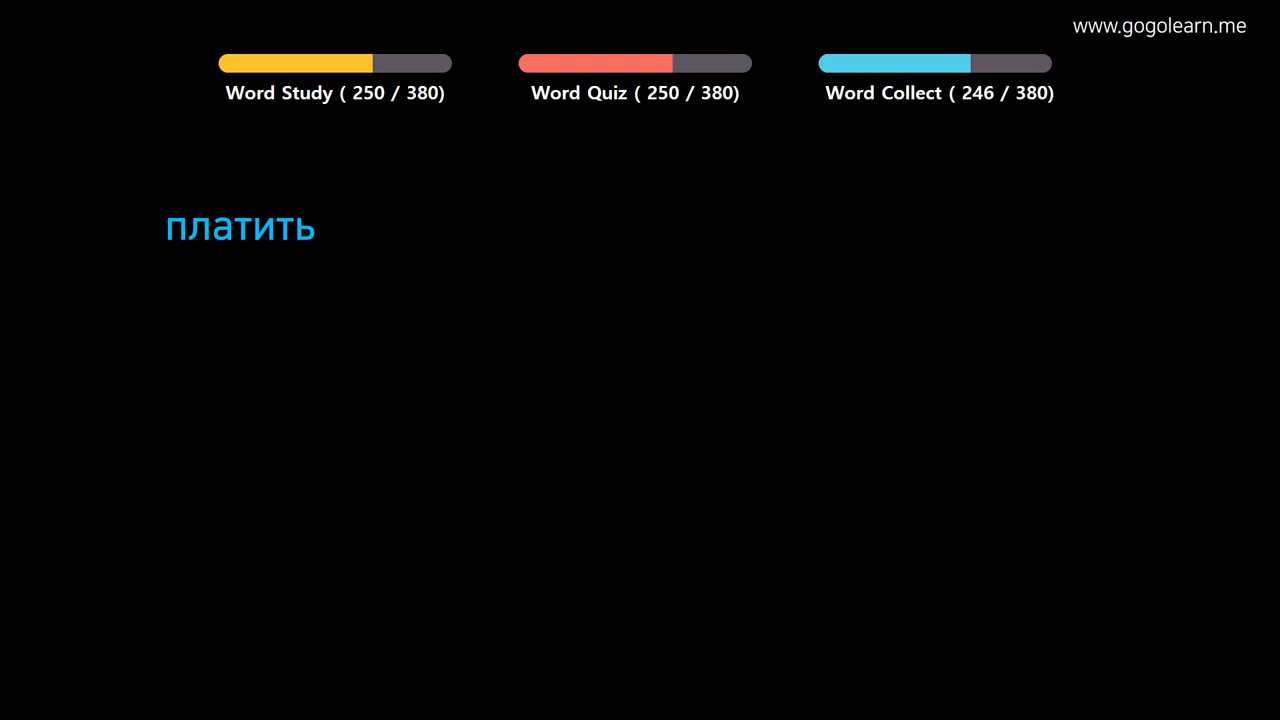 www.gogolearn.me
Word Study ( 250 / 380)
Word Quiz ( 250 / 380)
Word Collect ( 246 / 380)
платить